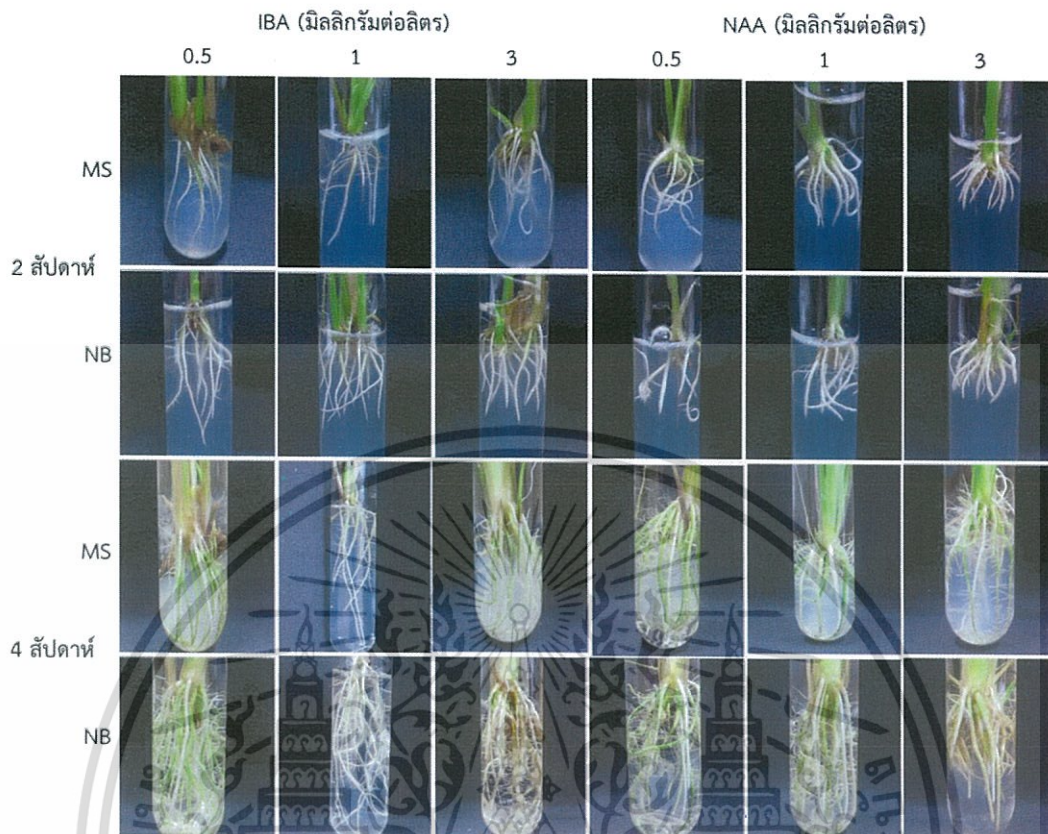 IBA (มิลลิกรัมต่อลิตร) NAA (มิลลิกรัมต่อลิตร)
0.5 1 3 0.5 1 3
MS
2 สัปดาห์
NB
MS
4 สัปดาห์
NB